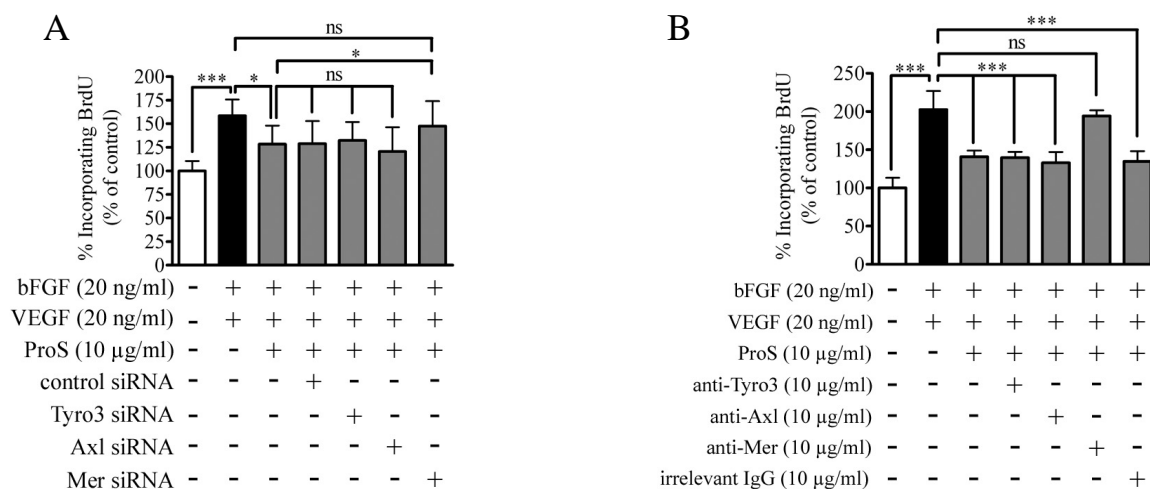 A
ns
*
*** * ns
% Incorporating BrdU
(% of control)
200
175
150
125
100
75
50
25
0
bFGF (20 ng/ml) - + + + + + +
VEGF (20 ng/ml) - + + + + + +
ProS (10 µg/ml) - - + + + + +
control siRNA - - - + - - -
Tyro3 siRNA - - - - + - -
Axl siRNA - - - - - + -
Mer siRNA - - - - - - +
B
***
ns
*** ***
% Incorporating BrdU
(% of control)
250
200
150
100
50
0
bFGF (20 ng/ml) - + + + + + +
VEGF (20 ng/ml) - + + + + + +
ProS (10 µg/ml) - - + + + + +
anti-Tyro3 (10 µg/ml) - - - + - - -
anti-Axl (10 µg/ml) - - - - + - -
anti-Mer (10 µg/ml) - - - - - + -
irrelevant IgG (10 µg/ml) - - - - - - +